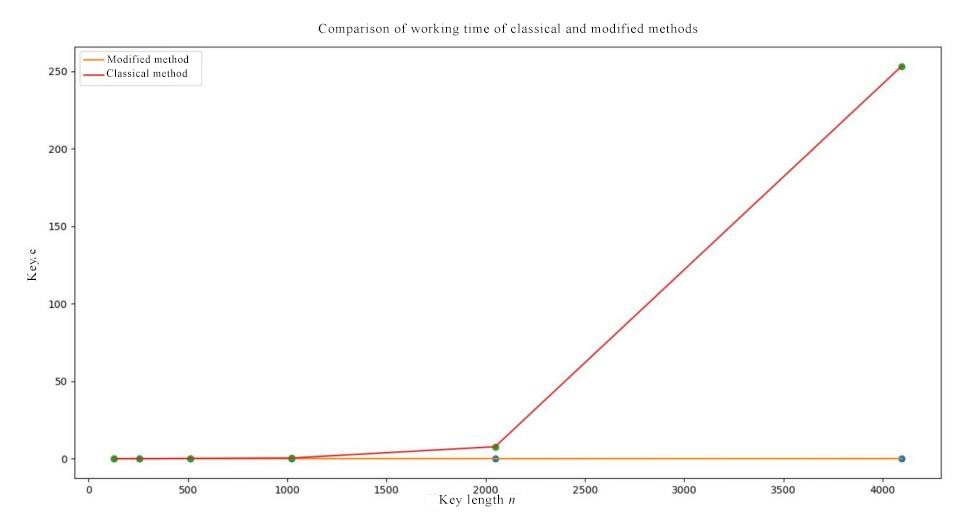 Comparison of working time of classical and modified methods
Modified method
Classical method
250
200
150
100
50
0
Key, c
0 500 1000 1500 2000 2500 3000 3500 4000
Key length n